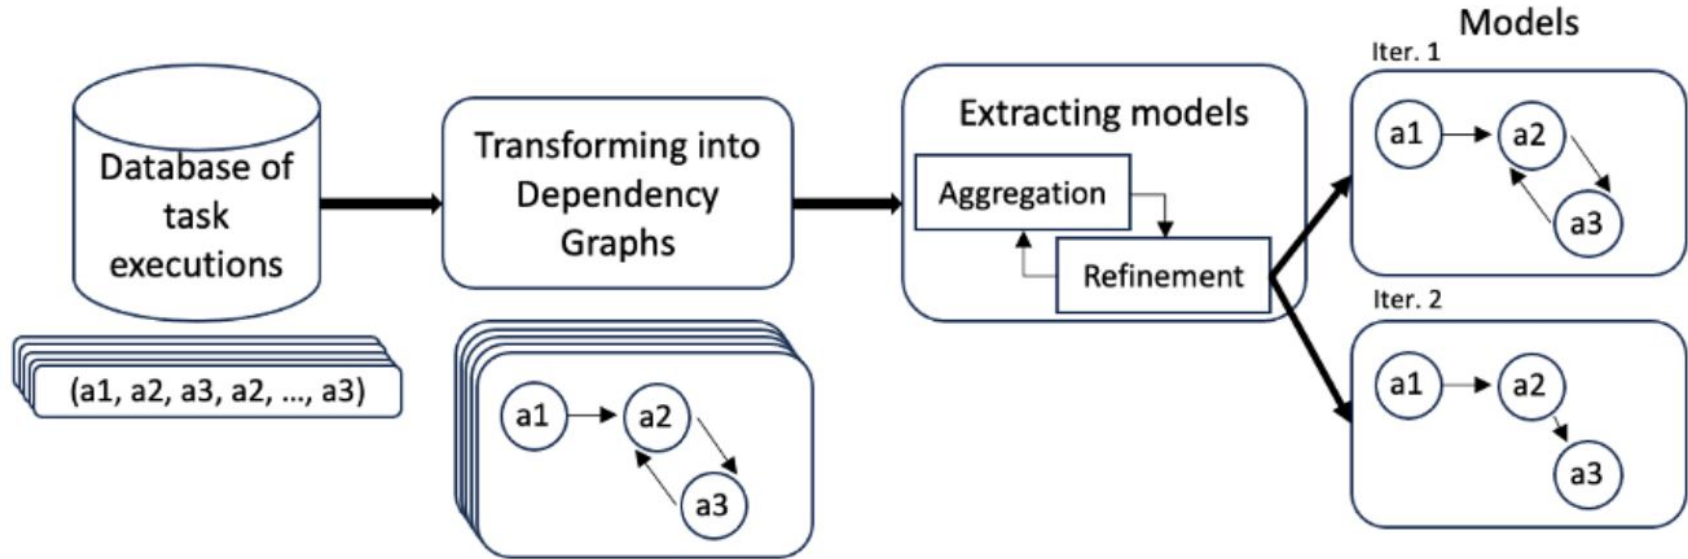 Database of
task
executions
(a1, a2, a3, a2, ..., a3)
Transforming into
Dependency
Graphs
a1
a2
a3
Extracting models
Aggregation
Refinement
Models
Iter. 1
a1
a2
a3
Iter. 2
a1
a2
a3